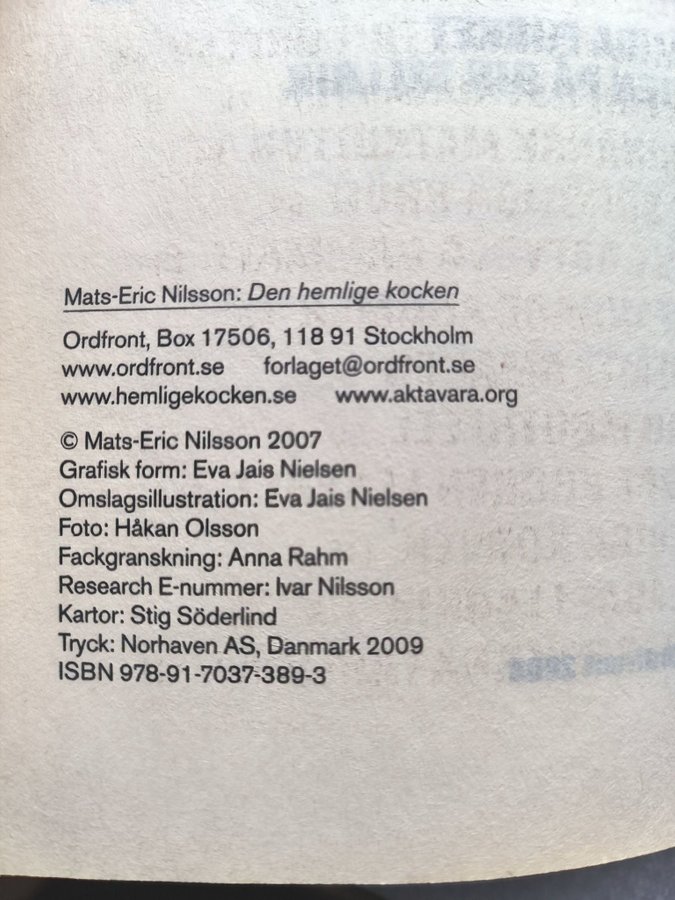 Mats-Eric Nilsson: Den hemlige kocken
Ordfront, Box 17506, 118 91 Stockholm
www.ordfront.se forlaget@ordfront.se
www.hemligekocken.se www.aktavara.org
© Mats-Eric Nilsson 2007
Grafisk form: Eva Jais Nielsen
Omslagsillustration: Eva Jais Nielsen
Foto: Håkan Olsson
Fackgranskning: Anna Rahm
Research E-nummer: Ivar Nilsson
Kartor: Stig Söderlind
Tryck: Norhaven AS, Danmark 2009
ISBN 978-91-7037-389-3